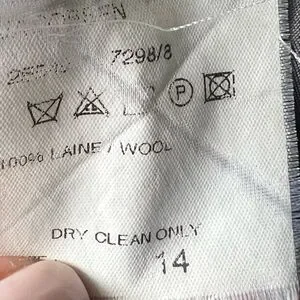 7298/8
P
100% LAINE / WOOL
DRY CLEAN ONLY
14